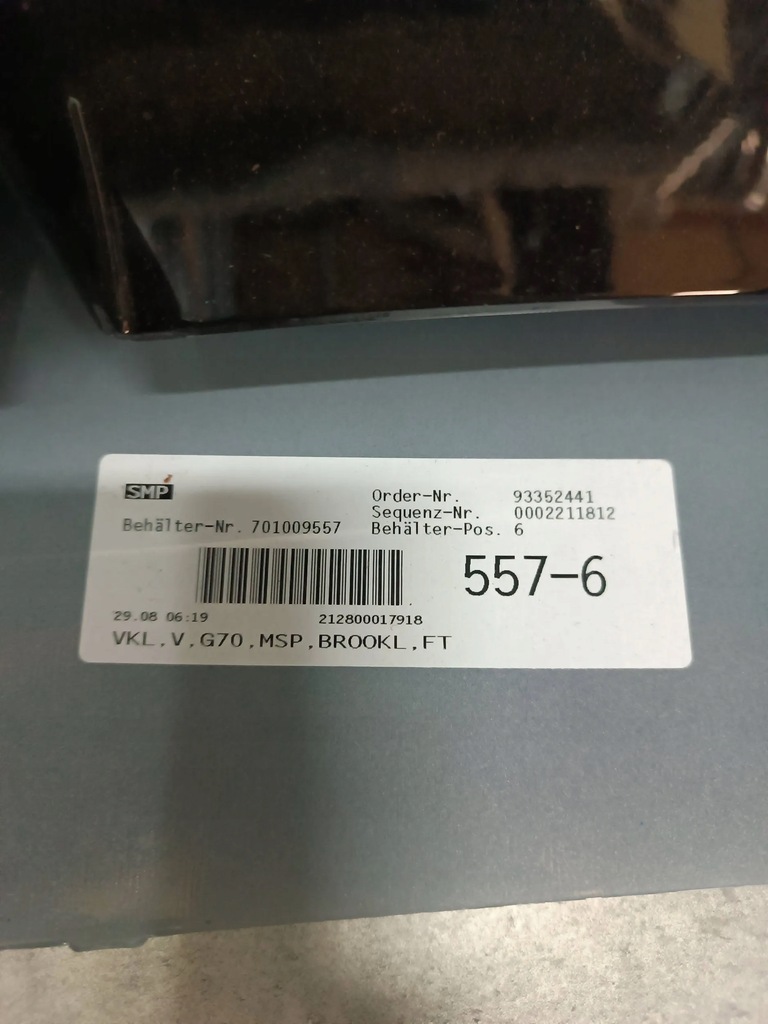 SMP
Order-Nr. 93352441
Sequenz-Nr. 0002211812
Behälter-Nr. 701009557 Behälter-Pos. 6
557-6
29.08 06:19 212800017918
VKL,V,G70,MSP,BROOKL,FT